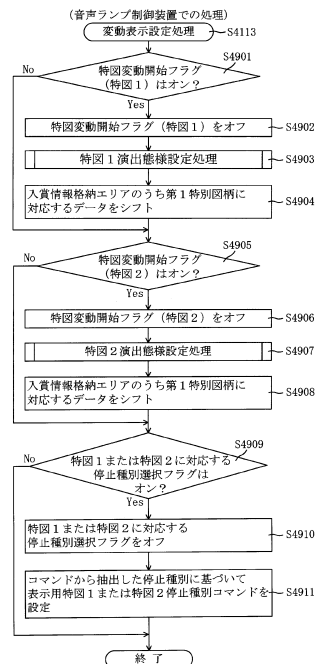 (音声ランプ制御装置での処理)
変動表示設定処理
S4113
S4901
No
特図変動開始フラグ
(特図1)はオン?
Yes
特図変動開始フラグ(特図1)をオフ
S4902
特図1演出態様設定処理
S4903
入賞情報格納エリアのうち第1特別図柄に
対応するデータをシフト
S4904
S4905
No
特図変動開始フラグ
(特図2)はオン?
Yes
特図変動開始フラグ(特図2)をオフ
S4906
特図2演出態様設定処理
S4907
入賞情報格納エリアのうち第1特別図柄に
対応するデータをシフト
S4908
S4909
No
特図1または特図2に対応する
停止種別選択フラグは
オン?
Yes
特図1または特図2に対応する
停止種別選択フラグをオフ
S4910
コマンドから抽出した停止種別に基づいて
表示用特図1または特図2停止種別コマンドを
設定
S4911
終了